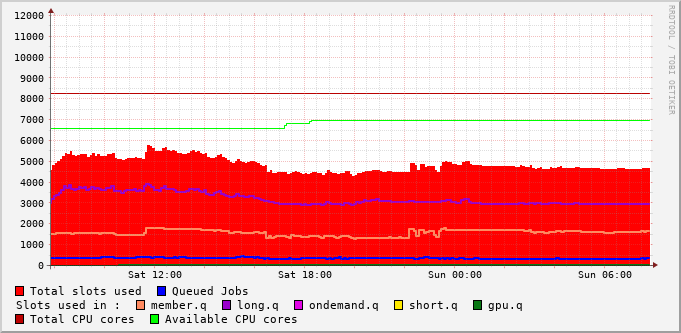 12000
11000
10000
9000
8000
7000
6000
5000
4000
3000
2000
1000
0
Sat 12:00 Sat 18:00 Sun 00:00 Sun 06:00
RRDTOOL / TOBI OETIKER
Total slots used Queued Jobs
Slots used in : member.q long.q ondemand.q short.q gpu.q
Total CPU cores Available CPU cores